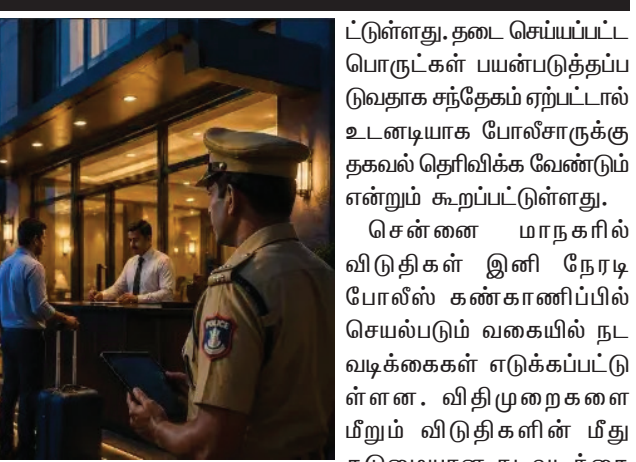 ட்டுள்ளது. தடை செய்யப்பட்ட
பொருட்கள் பயன்படுத்தப்ப
டுவதாக சந்தேகம் ஏற்பட்டால்
உடனடியாக போலீசாருக்கு
தகவல் தெரிவிக்க வேண்டும்
என்றும் கூறப்பட்டுள்ளது.
சென்னை மாநகரில்
விடுதிகள் இனி நேரடி
போலீஸ் கண்காணிப்பில்
செயல்படும் வகையில் நட
வடிக்கைகள் எடுக்கப்பட்டு
ள்ளன. விதிமுறைகளை
மீறும் விடுதிகளின் மீது
POLICE